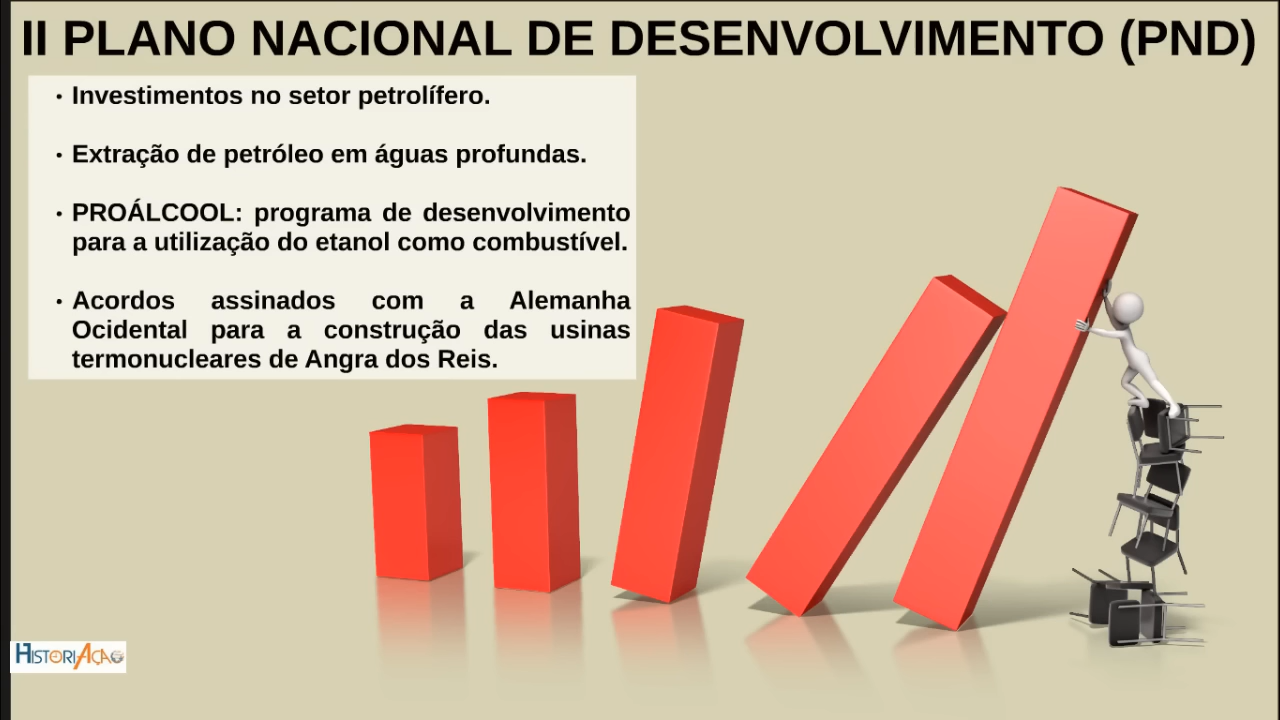 II PLANO NACIONAL DE DESENVOLVIMENTO (PND)
• Investimentos no setor petrolífero.
• Extração de petróleo em águas profundas.
• PROÁLCOOL: programa de desenvolvimento
para a utilização do etanol como combustível.
• Acordos assinados com a Alemanha
Ocidental para a construção das usinas
termonucleares de Angra dos Reis.
HISTORIAÇÃO